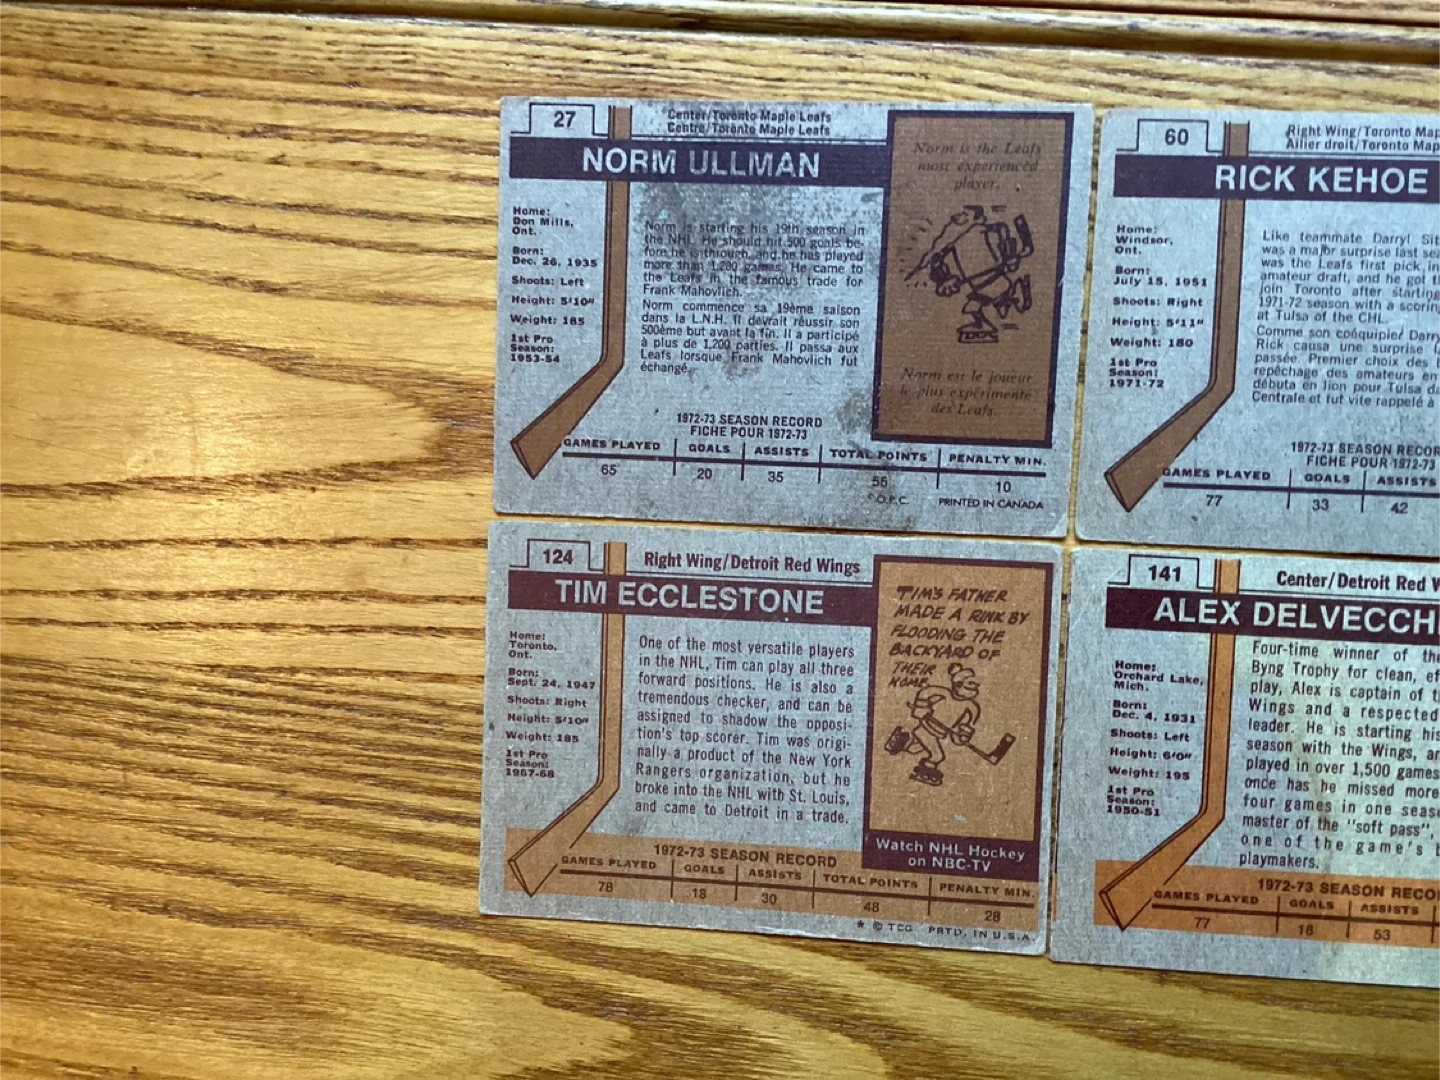 27
Center/Toronto Maple Leafs
Centre/Toronto Maple Leafs
NORM ULLMAN
Home:
Don Mills,
Ont.
Born:
Dec. 26, 1935
Shoots: Left
Height: 5'10"
Weight: 185
1st Pro
Season:
1953-54
Norm is starting his 19th season in
the NHL. He should hit 500 goals be-
fore he is through, and he has played
more than 1,200 games. He came to
the Leafs in the famous trade for
Frank Mahovlich.
Norm commence sa 19ème saison
dans la L.N.H. Il devrait réussir son
500ème but avant la fin. Il a participé
à plus de 1,200 parties. Il passa aux
Leafs lorsque Frank Mahovlich fut
échangé.
Norm is the Leafs
most experienced
player.
Norm est le joueur
le plus expérimenté
des Leafs.
1972-73 SEASON RECORD
FICHE POUR 1972-73
GAMES PLAYED GOALS ASSISTS TOTAL POINTS PENALTY MIN.
65 20 35 55 10
© O.P.C. PRINTED IN CANADA
60
Right Wing/Toronto Map
Ailier droit/Toronto Map
RICK KEHOE
Home:
Windsor,
Ont.
Born:
July 15, 1951
Shoots: Right
Height: 5'11"
Weight: 180
1st Pro
Season:
1971-72
Like teammate Darryl Sit
was a major surprise last sea
was the Leafs first pick in
amateur draft, and he got t
join Toronto after starting
1971-72 season with a scorin
at Tulsa of the CHL.
Comme son coéquipier Darry
Rick causa une surprise l
passée. Premier choix des
repêchage des amateurs en
débuta en lion pour Tulsa d
Centrale et fut vite rappelé à
1972-73 SEASON RECOR
FICHE POUR 1972-73
GAMES PLAYED GOALS ASSISTS
77 33 42
124
Right Wing/Detroit Red Wings
TIM ECCLESTONE
Home:
Toronto,
Ont.
Born:
Sept. 24, 1947
Shoots: Right
Height: 5'10"
Weight: 185
1st Pro
Season:
1967-68
One of the most versatile players
in the NHL, Tim can play all three
forward positions. He is also a
tremendous checker, and can be
assigned to shadow the opposi-
tion's top scorer. Tim was origi-
nally a product of the New York
Rangers organization, but he
broke into the NHL with St. Louis,
and came to Detroit in a trade.
TIM'S FATHER
MADE A RINK BY
FLOODING THE
BACKYARD OF
THEIR
HOME.
Watch NHL Hockey
on NBC-TV
1972-73 SEASON RECORD
GAMES PLAYED GOALS ASSISTS TOTAL POINTS PENALTY MIN.
78 18 30 48 28
* © TCG PRTD. IN U.S.A.
141
Center/Detroit Red W
ALEX DELVECCHI
Home:
Orchard Lake,
Mich.
Born:
Dec. 4, 1931
Shoots: Left
Height: 6'0"
Weight: 195
1st Pro
Season:
1950-51
Four-time winner of the
Byng Trophy for clean, ef
play, Alex is captain of t
Wings and a respected
leader. He is starting his
season with the Wings, an
played in over 1,500 games
once has he missed more
four games in one seas
master of the "soft pass",
one of the game's
playmakers.
1972-73 SEASON RECO
GAMES PLAYED GOALS ASSISTS
77 18 53